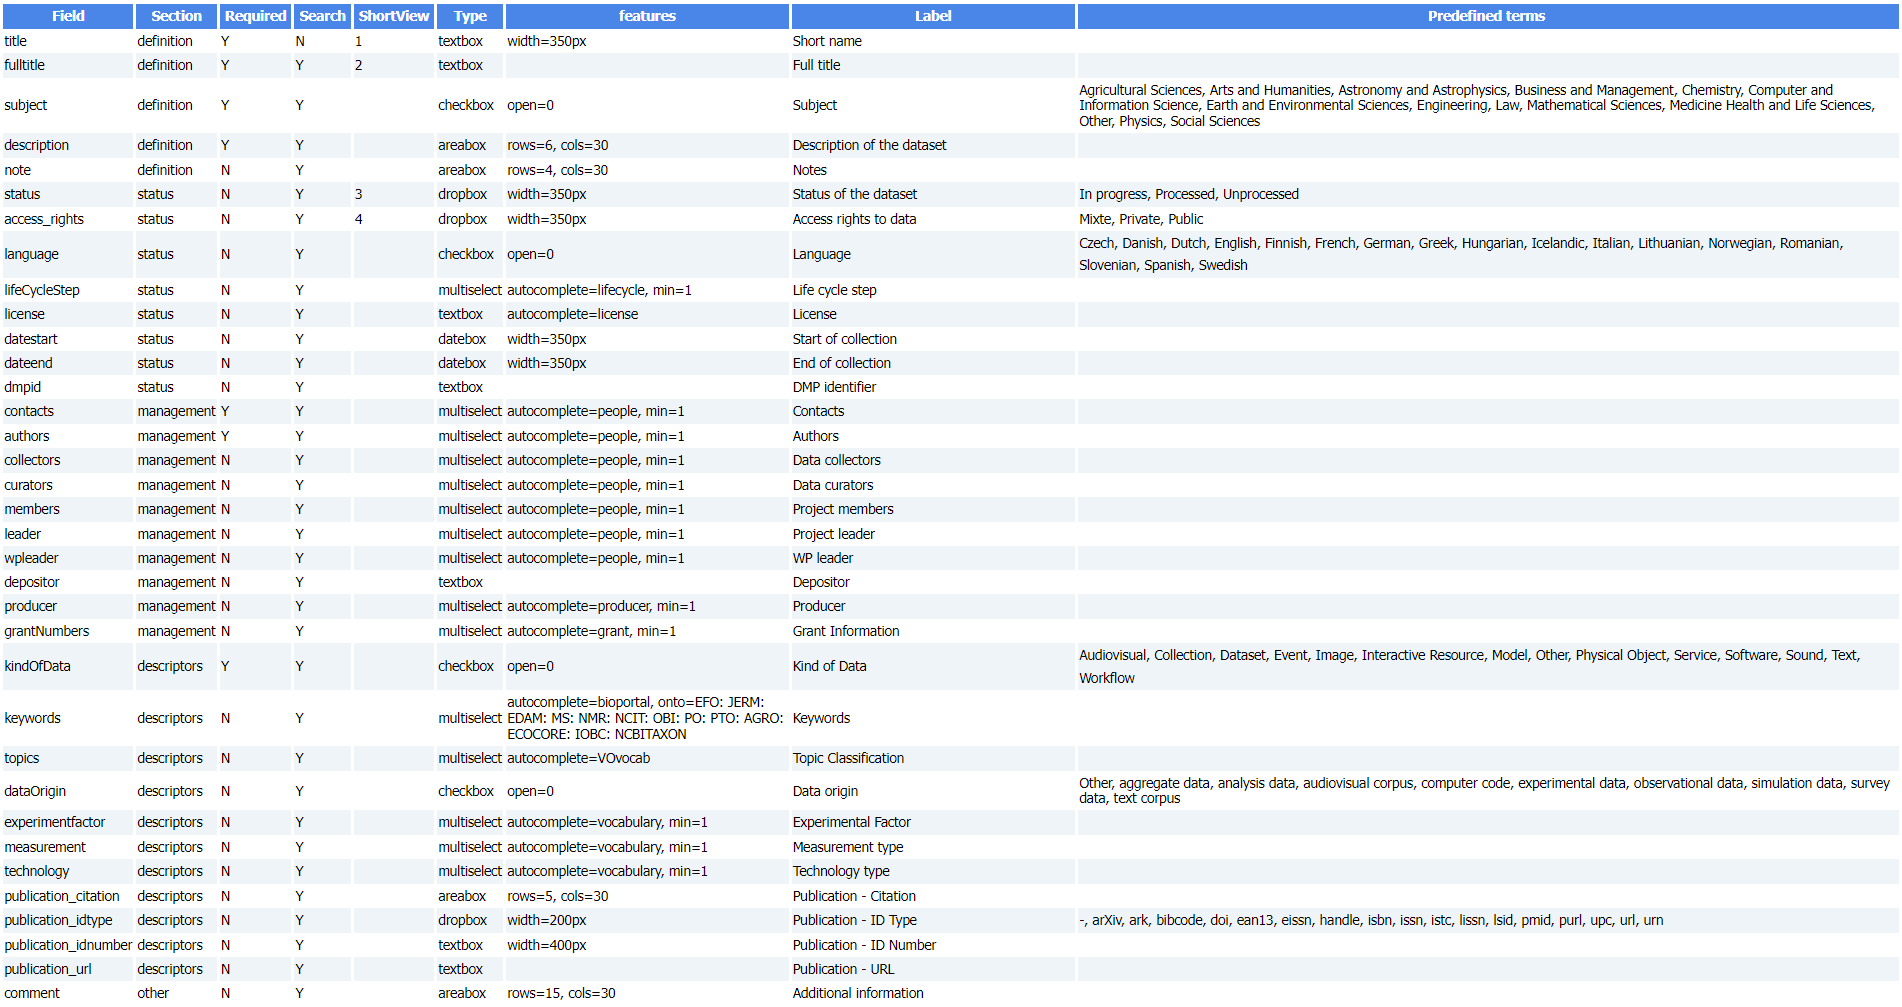 Field Section Required Search ShortView Type features Label Predefined terms
title definition Y N 1 textbox width=350px Short name
fulltitle definition Y Y 2 textbox Full title
subject definition Y Y checkbox open=0 Subject Agricultural Sciences, Arts and Humanities, Astronomy and Astrophysics, Business and Management, Chemistry, Computer and
Information Science, Earth and Environmental Sciences, Engineering, Law, Mathematical Sciences, Medicine Health and Life Sciences,
Other, Physics, Social Sciences
description definition Y Y areabox rows=6, cols=30 Description of the dataset
note definition N Y areabox rows=4, cols=30 Notes
status status N Y 3 dropbox width=350px Status of the dataset In progress, Processed, Unprocessed
access_rights status N Y 4 dropbox width=350px Access rights to data Mixte, Private, Public
language status N Y checkbox open=0 Language Czech, Danish, Dutch, English, Finnish, French, German, Greek, Hungarian, Icelandic, Italian, Lithuanian, Norwegian, Romanian,
Slovenian, Spanish, Swedish
lifeCycleStep status N Y multiselect autocomplete=lifecycle, min=1 Life cycle step
license status N Y textbox autocomplete=license License
datestart status N Y datebox width=350px Start of collection
dateend status N Y datebox width=350px End of collection
dmpid status N Y textbox DMP identifier
contacts management Y Y multiselect autocomplete=people, min=1 Contacts
authors management Y Y multiselect autocomplete=people, min=1 Authors
collectors management N Y multiselect autocomplete=people, min=1 Data collectors
curators management N Y multiselect autocomplete=people, min=1 Data curators
members management N Y multiselect autocomplete=people, min=1 Project members
leader management N Y multiselect autocomplete=people, min=1 Project leader
wpleader management N Y multiselect autocomplete=people, min=1 WP leader
depositor management N Y textbox Depositor
producer management N Y multiselect autocomplete=producer, min=1 Producer
grantNumbers management N Y multiselect autocomplete=grant, min=1 Grant Information
kindOfData descriptors Y Y checkbox open=0 Kind of Data Audiovisual, Collection, Dataset, Event, Image, Interactive Resource, Model, Other, Physical Object, Service, Software, Sound, Text,
Workflow
keywords descriptors N Y multiselect autocomplete=bioportal, onto=EFO: JERM:
EDAM: MS: NMR: NCIT: OBI: PO: PTO: AGRO:
ECOCORE: IOBC: NCBITAXON Keywords
topics descriptors N Y multiselect autocomplete=VOvocab Topic Classification
dataOrigin descriptors N Y checkbox open=0 Data origin Other, aggregate data, analysis data, audiovisual corpus, computer code, experimental data, observational data, simulation data, survey
data, text corpus
experimentfactor descriptors N Y multiselect autocomplete=vocabulary, min=1 Experimental Factor
measurement descriptors N Y multiselect autocomplete=vocabulary, min=1 Measurement type
technology descriptors N Y multiselect autocomplete=vocabulary, min=1 Technology type
publication_citation descriptors N Y areabox rows=5, cols=30 Publication - Citation
publication_idtype descriptors N Y dropbox width=200px Publication - ID Type -, arXiv, ark, bibcode, doi, ean13, eissn, handle, isbn, issn, istc, lissn, lsid, pmid, purl, upc, url, urn
publication_idnumber descriptors N Y textbox width=400px Publication - ID Number
publication_url descriptors N Y textbox Publication - URL
comment other N Y areabox rows=15, cols=30 Additional information